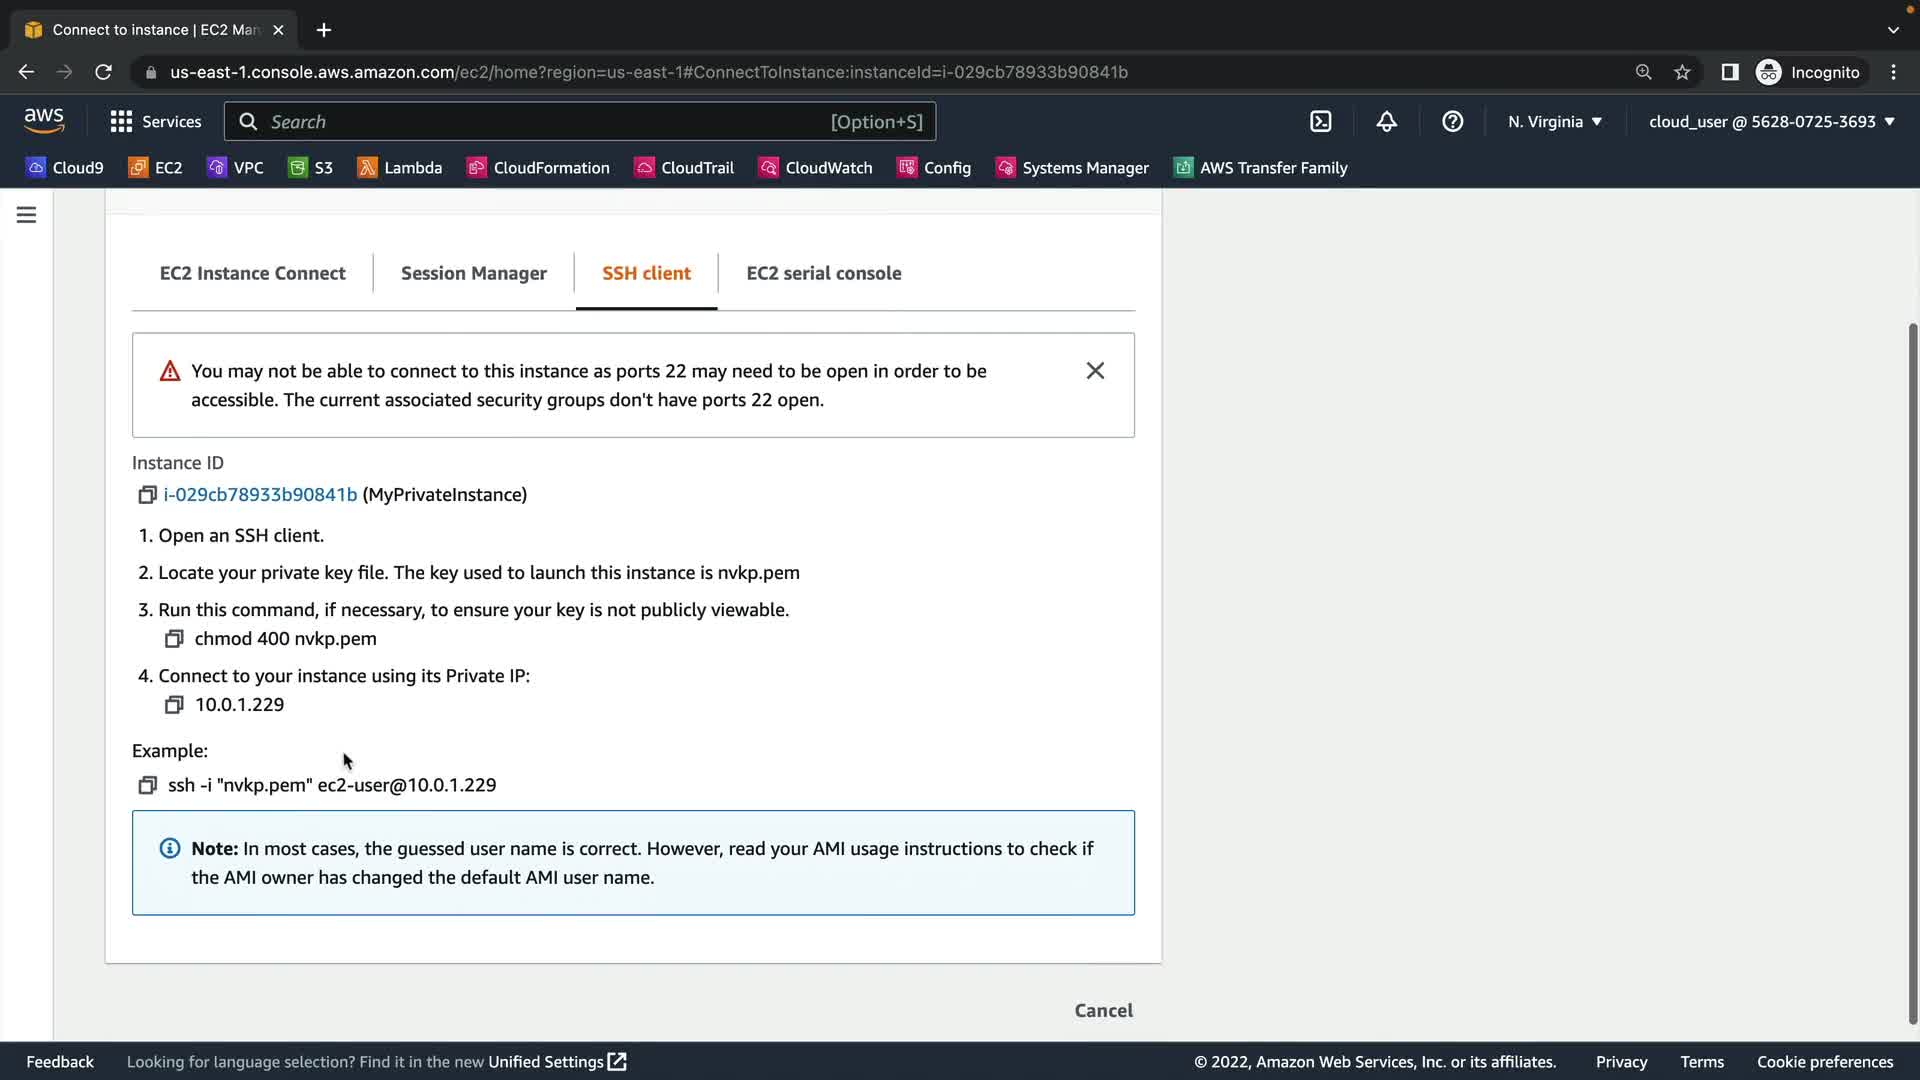 Connect to instance | EC2 Man
us-east-1.console.aws.amazon.com/ec2/home?region=us-east-1#ConnectToInstance:instanceId=i-029cb78933b90841b
Incognito
aws
Services
Search
[Option+S]
N. Virginia
cloud_user @ 5628-0725-3693
Cloud9
EC2
VPC
S3
Lambda
CloudFormation
CloudTrail
CloudWatch
Config
Systems Manager
AWS Transfer Family
EC2 Instance Connect
Session Manager
SSH client
EC2 serial console
You may not be able to connect to this instance as ports 22 may need to be open in order to be
accessible. The current associated security groups don't have ports 22 open.
Instance ID
i-029cb78933b90841b (MyPrivateInstance)
1. Open an SSH client.
2. Locate your private key file. The key used to launch this instance is nvkp.pem
3. Run this command, if necessary, to ensure your key is not publicly viewable.
chmod 400 nvkp.pem
4. Connect to your instance using its Private IP:
10.0.1.229
Example:
ssh -i "nvkp.pem" ec2-user@10.0.1.229
Note: In most cases, the guessed user name is correct. However, read your AMI usage instructions to check if
the AMI owner has changed the default AMI user name.
Cancel
Feedback
Looking for language selection? Find it in the new Unified Settings
© 2022, Amazon Web Services, Inc. or its affiliates.
Privacy
Terms
Cookie preferences